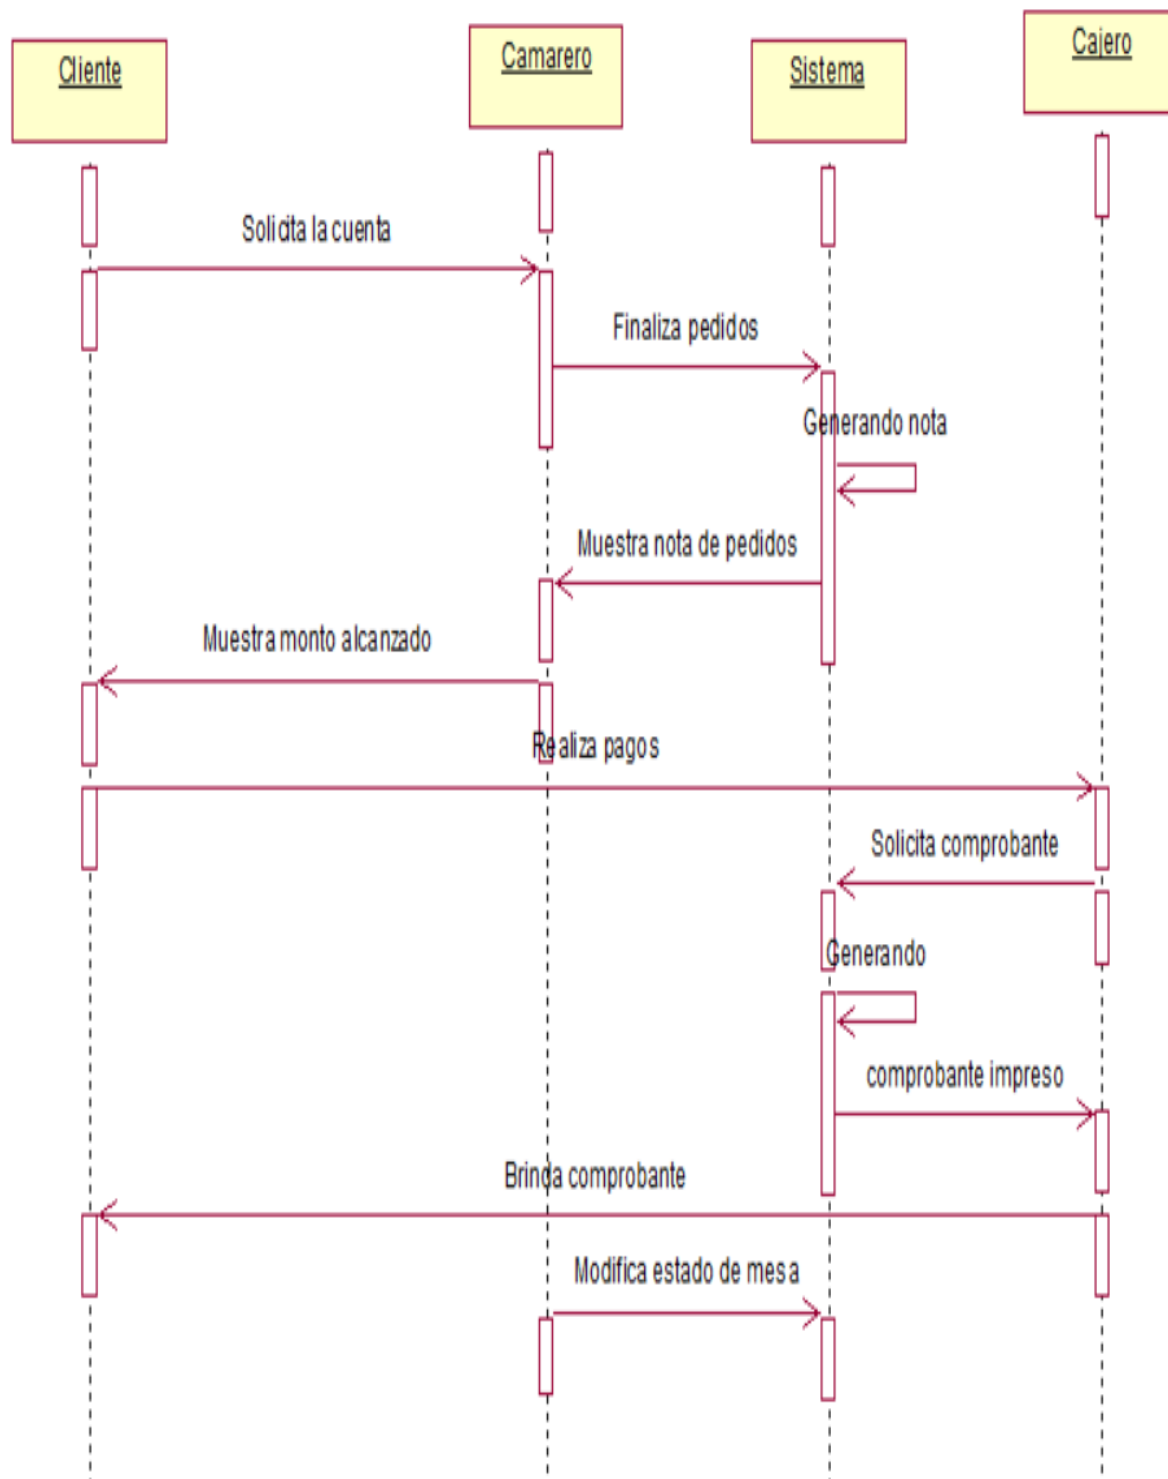 Cliente
Camarero
Sistema
Cajero
Solicita la cuenta
Finaliza pedidos
Generando nota
Muestra nota de pedidos
Muestra monto alcanzado
Realiza pagos
Solicita comprobante
Generando
comprobante impreso
Brinda comprobante
Modifica estado de mesa